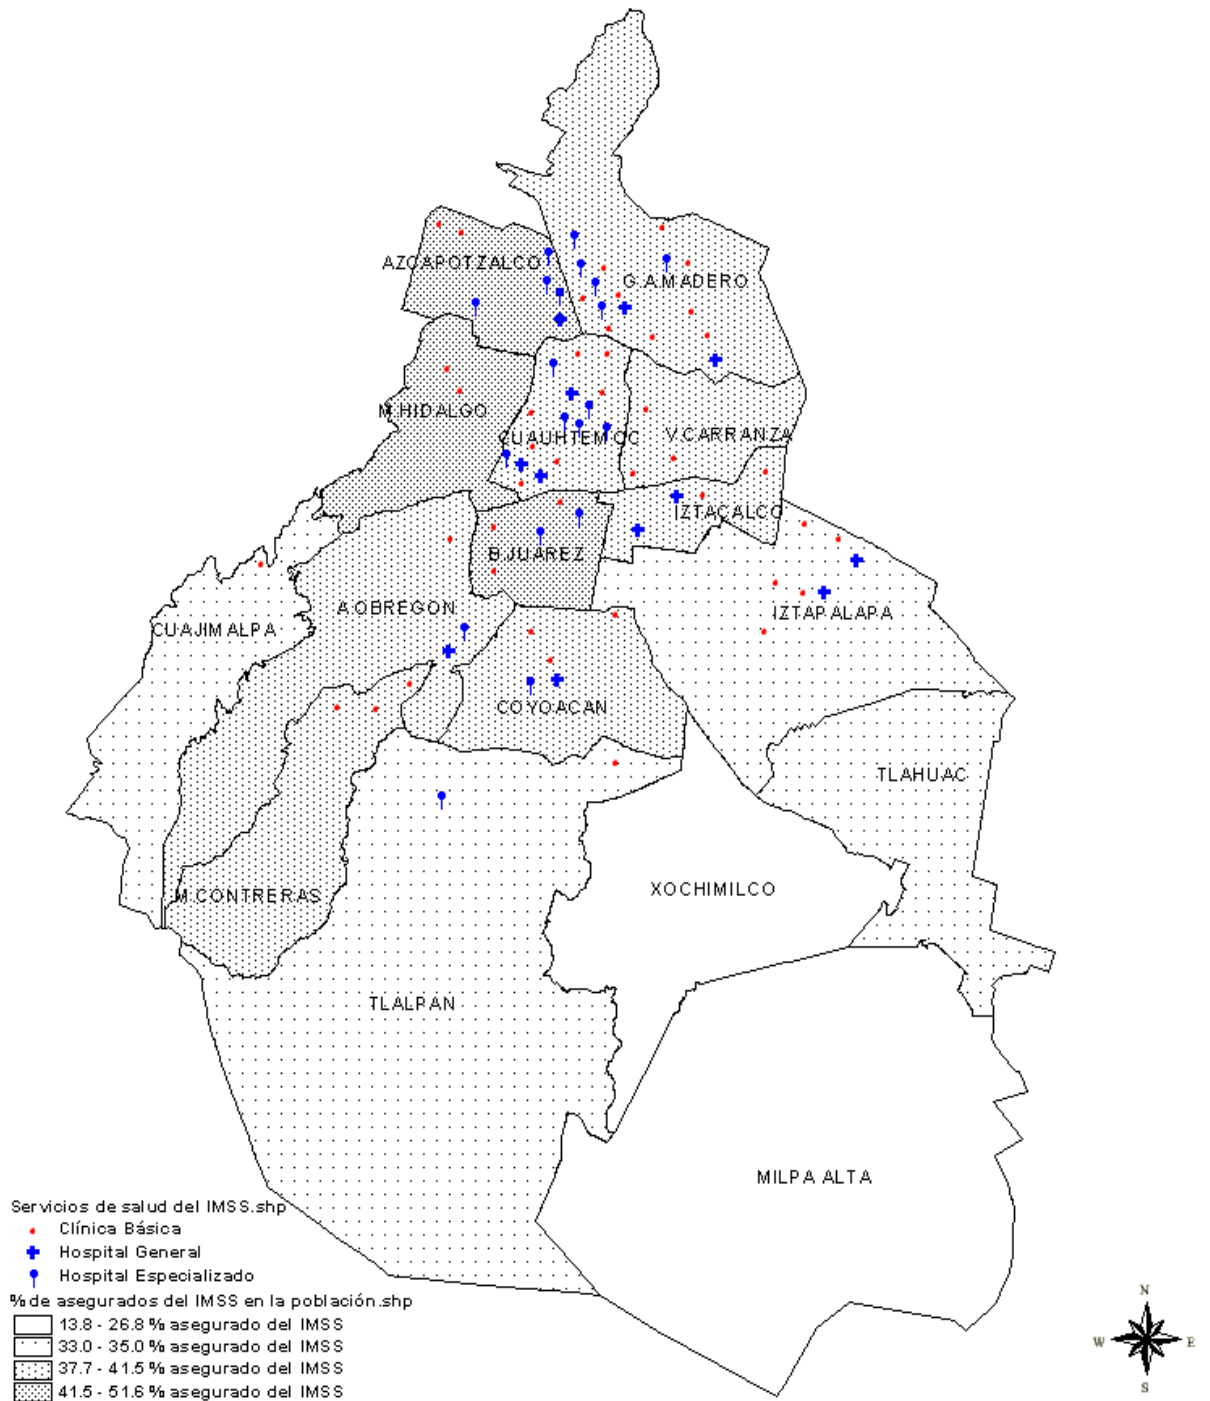 AZCAPOTZALCO
G.A.MADERO
M.HIDALGO
CUAUHTEMOC
V.CARRANZA
IZTACALCO
B.JUAREZ
A.OBREGON
IZTAPALAPA
CUAJIMALPA
COYOACAN
TLAHUAC
M.CONTRERAS
XOCHIMILCO
TLALPAN
MILPA ALTA
Servicios de salud del IMSS.shp
Clínica Básica
Hospital General
Hospital Especializado
% de asegurados del IMSS en la población.shp
13.8 - 26.8 % asegurado del IMSS
33.0 - 35.0 % asegurado del IMSS
37.7 - 41.5 % asegurado del IMSS
41.5 - 51.6 % asegurado del IMSS
N
W E
S